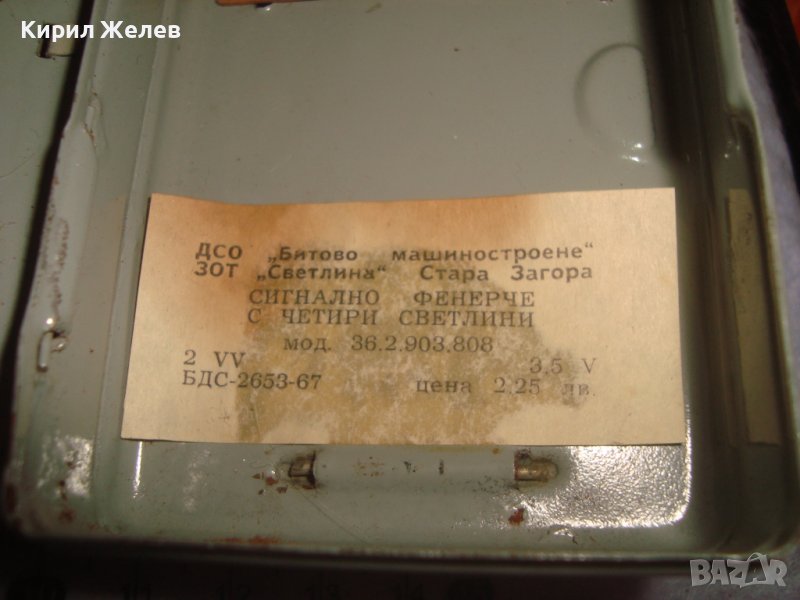 Кирил Желев
ДСО „Битово машиностроене“
ЗОТ „Светлина“ Стара Загора
СИГНАЛНО ФЕНЕРЧЕ
С ЧЕТИРИ СВЕТЛИНИ
мод. 36.2.903.808
2 VV 3,5 V
БДС-2653-67 цена 2,25 лв.
BAZAR